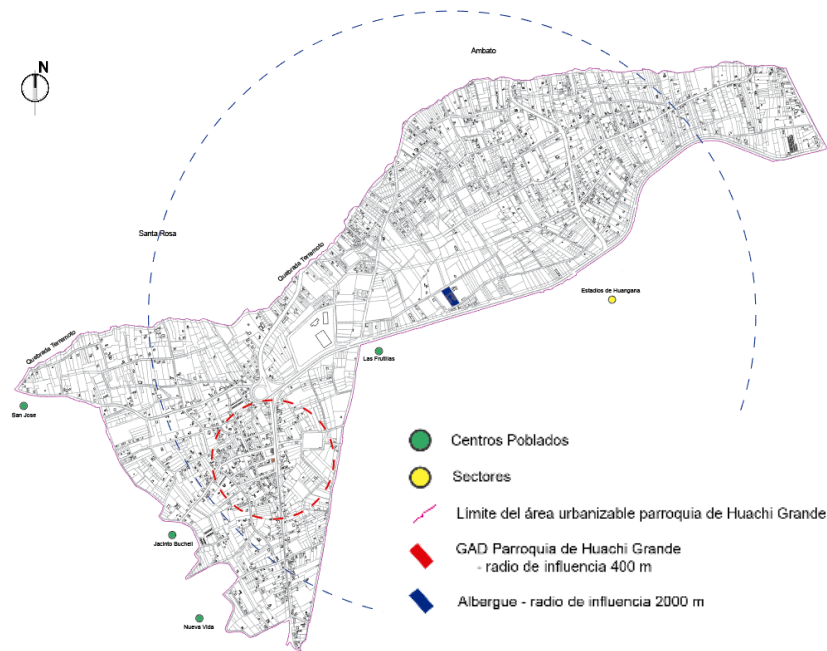 N
Ambato
Santa Rosa
Quebrada Terremoto
Estadios de Huangana
Quebrada Terremoto
Las Frutillas
San Jose
Centros Poblados
Sectores
Límite del área urbanizable parroquia de Huachi Grande
Jacinto Bucheli
GAD Parroquia de Huachi Grande
- radio de influencia 400 m
Albergue - radio de influencia 2000 m
Nueva Vida